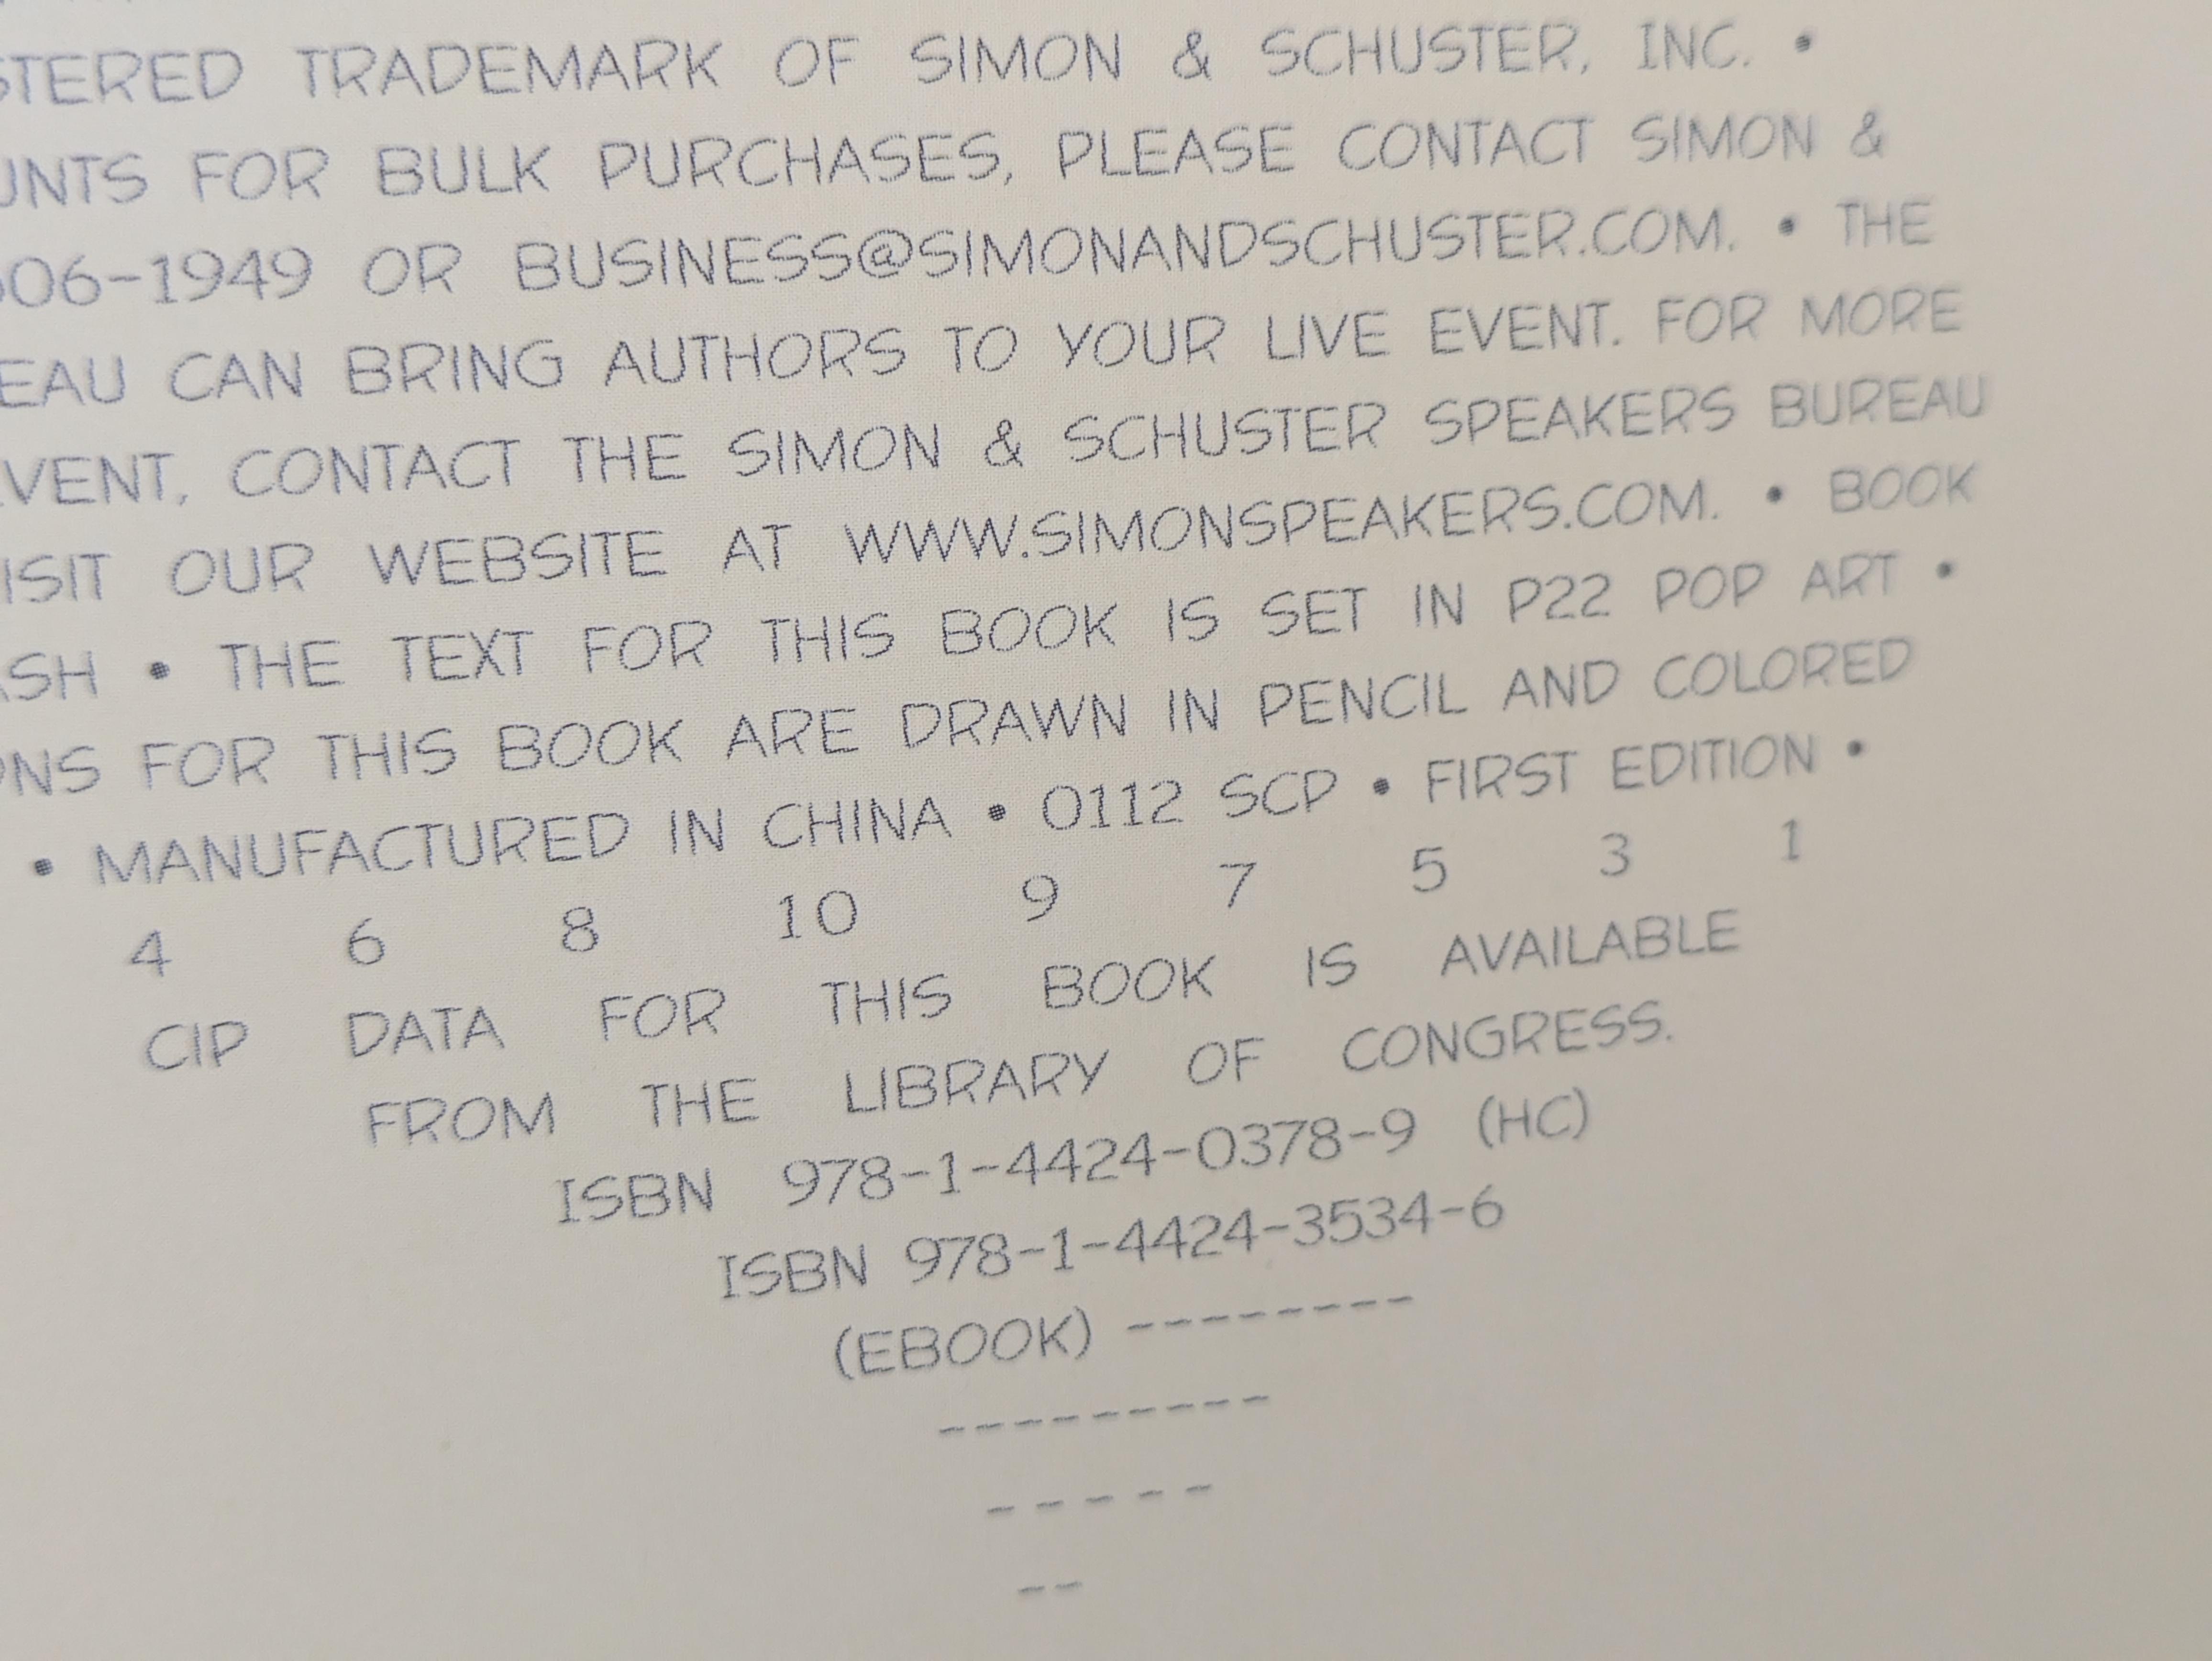 STERED TRADEMARK OF SIMON & SCHUSTER, INC. •
UNTS FOR BULK PURCHASES, PLEASE CONTACT SIMON &
506-1949 OR BUSINESS@SIMONANDSCHUSTER.COM. • THE
EAU CAN BRING AUTHORS TO YOUR LIVE EVENT. FOR MORE
EVENT, CONTACT THE SIMON & SCHUSTER SPEAKERS BUREAU
ISIT OUR WEBSITE AT WWW.SIMONSPEAKERS.COM. • BOOK
ASH • THE TEXT FOR THIS BOOK IS SET IN P22 POP ART •
ONS FOR THIS BOOK ARE DRAWN IN PENCIL AND COLORED
• MANUFACTURED IN CHINA • 0112 SCP • FIRST EDITION •
4 6 8 10 9 7 5 3 1
CIP DATA FOR THIS BOOK IS AVAILABLE
FROM THE LIBRARY OF CONGRESS.
ISBN 978-1-4424-0378-9 (HC)
ISBN 978-1-4424-3534-6
(EBOOK) --------
---------
-----
--